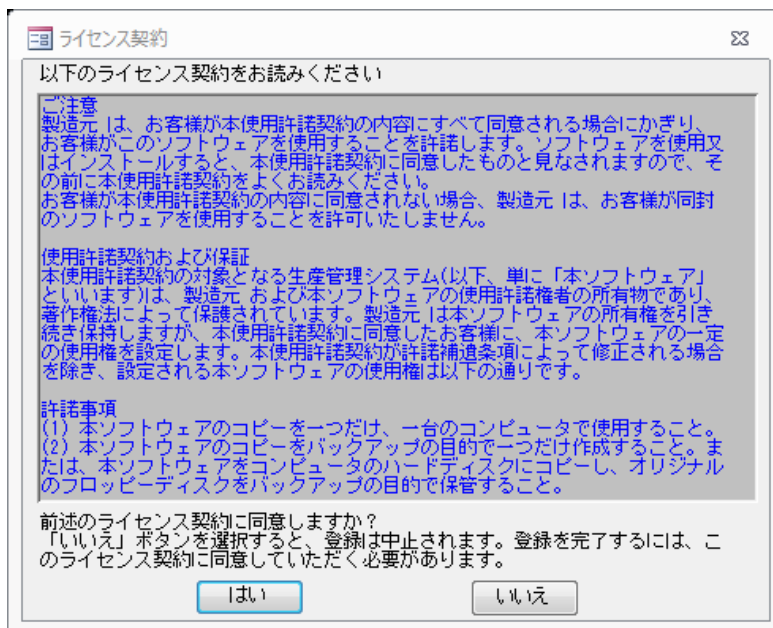 ライセンス契約
以下のライセンス契約をお読みください
ご注意
製造元 は、お客様が本使用許諾契約の内容にすべて同意される場合にかぎり、
お客様がこのソフトウェアを使用することを許諾します。ソフトウェアを使用又
はインストールすると、本使用許諾契約に同意したものと見なされますので、そ
の前に本使用許諾契約をよくお読みください。
お客様が本使用許諾契約の内容に同意されない場合、製造元 は、お客様が同封
のソフトウェアを使用することを許可いたしません。
使用許諾契約および保証
本使用許諾契約の対象となる生産管理システム(以下、単に「本ソフトウェア」
といいます)は、製造元 および本ソフトウェアの使用許諾権者の所有物であり、
著作権法によって保護されています。製造元 は本ソフトウェアの所有権を引き
続き保持しますが、本使用許諾契約に同意したお客様に、本ソフトウェアの一定
の使用権を設定します。本使用許諾契約が許諾補遺条項によって修正される場合
を除き、設定される本ソフトウェアの使用権は以下の通りです。
許諾事項
(1) 本ソフトウェアのコピーを一つだけ、一台のコンピュータで使用すること。
(2) 本ソフトウェアのコピーをバックアップの目的で一つだけ作成すること。ま
たは、本ソフトウェアをコンピュータのハードディスクにコピーし、オリジナル
のフロッピーディスクをバックアップの目的で保管すること。
前述のライセンス契約に同意しますか？
「いいえ」ボタンを選択すると、登録は中止されます。登録を完了するには、こ
のライセンス契約に同意していただく必要があります。
はい
いいえ